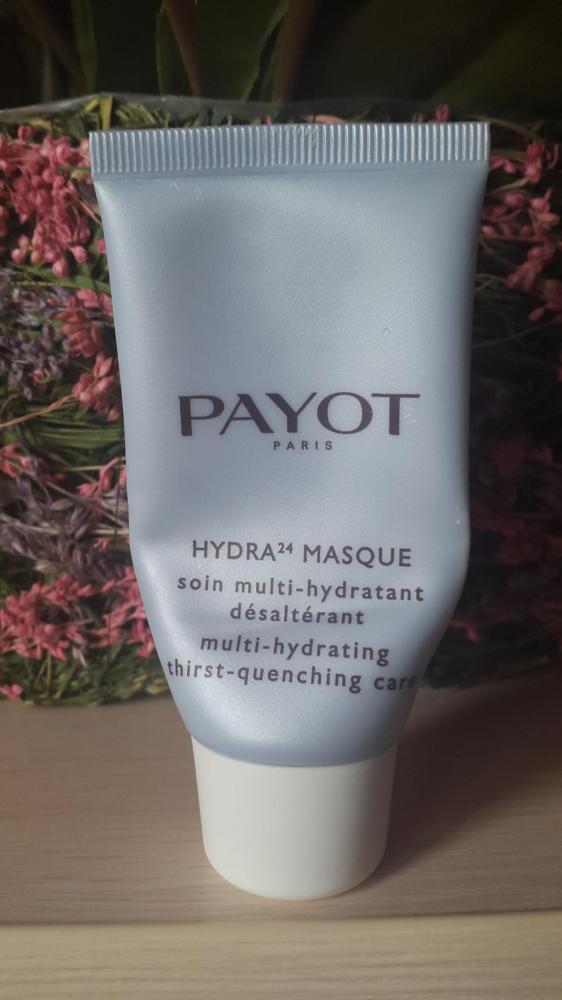 PAYOT
PARIS
HYDRA²⁴ MASQUE
soin multi-hydratant
désaltérant
multi-hydrating
thirst-quenching care